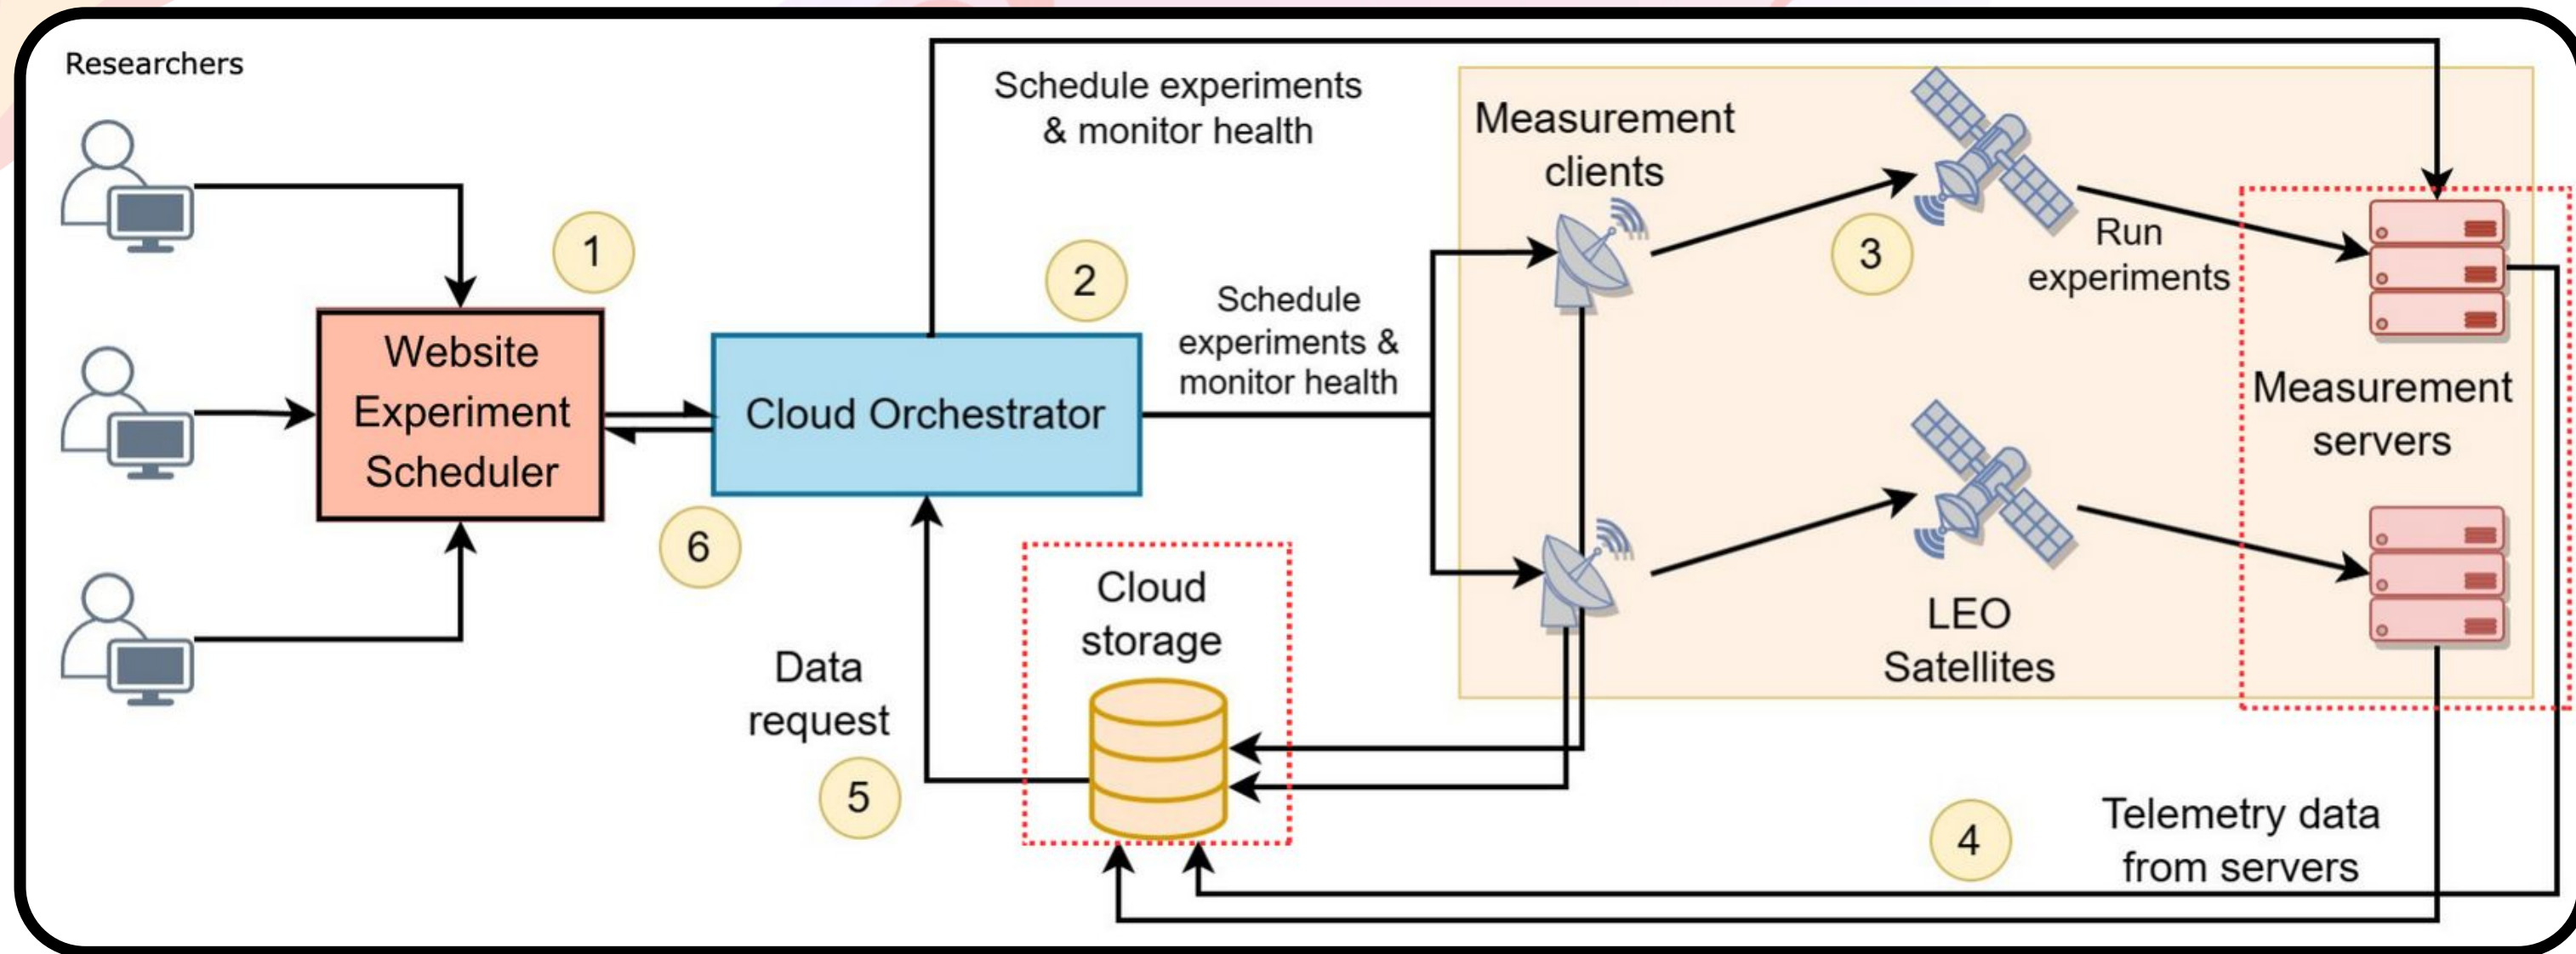 Researchers
Schedule experiments
& monitor health
Measurement
clients
1
2
3
Run
experiments
Schedule
experiments &
monitor health
Website
Experiment
Scheduler
Cloud Orchestrator
Measurement
servers
6
Cloud
storage
LEO
Satellites
Data
request
5
4
Telemetry data
from servers